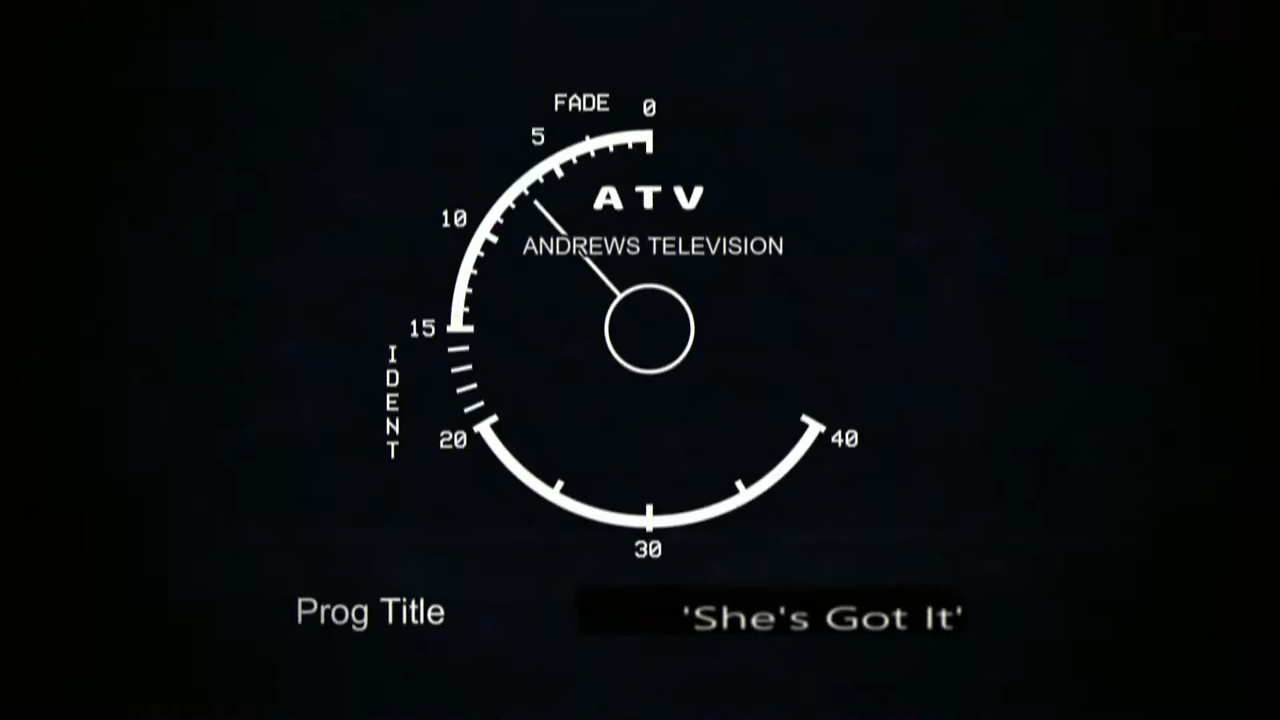 FADE 0
5
ATV
10
ANDREWS TELEVISION
15
IDENT
20
40
30
Prog Title 'She's Got It'